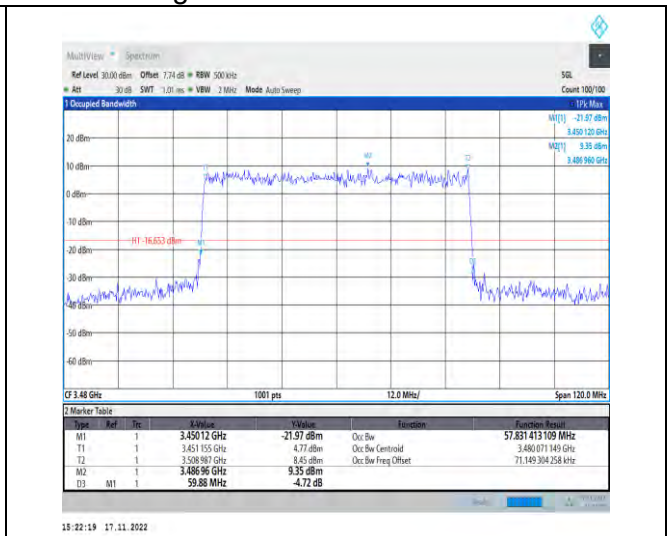 MultiView Spectrum
Ref Level 30.00 dBm Offset 7.74 dB RBW 500 kHz SGL
Att 30 dB SWT 1.01 ms VBW 2 MHz Mode Auto Sweep Count 100/100
1 Occupied Bandwidth 1Pk Max
M1[1] -21.97 dBm
3.450 120 GHz
M2[1] 9.35 dBm
3.486 960 GHz
20 dBm
M2
T2
10 dBm
0 dBm
-10 dBm
H1 -16.653 dBm
M1
-20 dBm
-30 dBm
-40 dBm
-50 dBm
-60 dBm
CF 3.48 GHz 1001 pts 12.0 MHz/ Span 120.0 MHz
2 Marker Table
Type Ref Trc X-Value Y-Value Function Function Result
M1 1 3.45012 GHz -21.97 dBm Occ Bw 57.831 413 109 MHz
T1 1 3.451 155 GHz 4.77 dBm Occ Bw Centroid 3.480 071 149 GHz
T2 1 3.508 987 GHz 8.45 dBm Occ Bw Freq Offset 71.149 304 258 kHz
M2 1 3.486 96 GHz 9.35 dBm
D3 M1 1 59.88 MHz -4.72 dB
15:22:19 17.11.2022